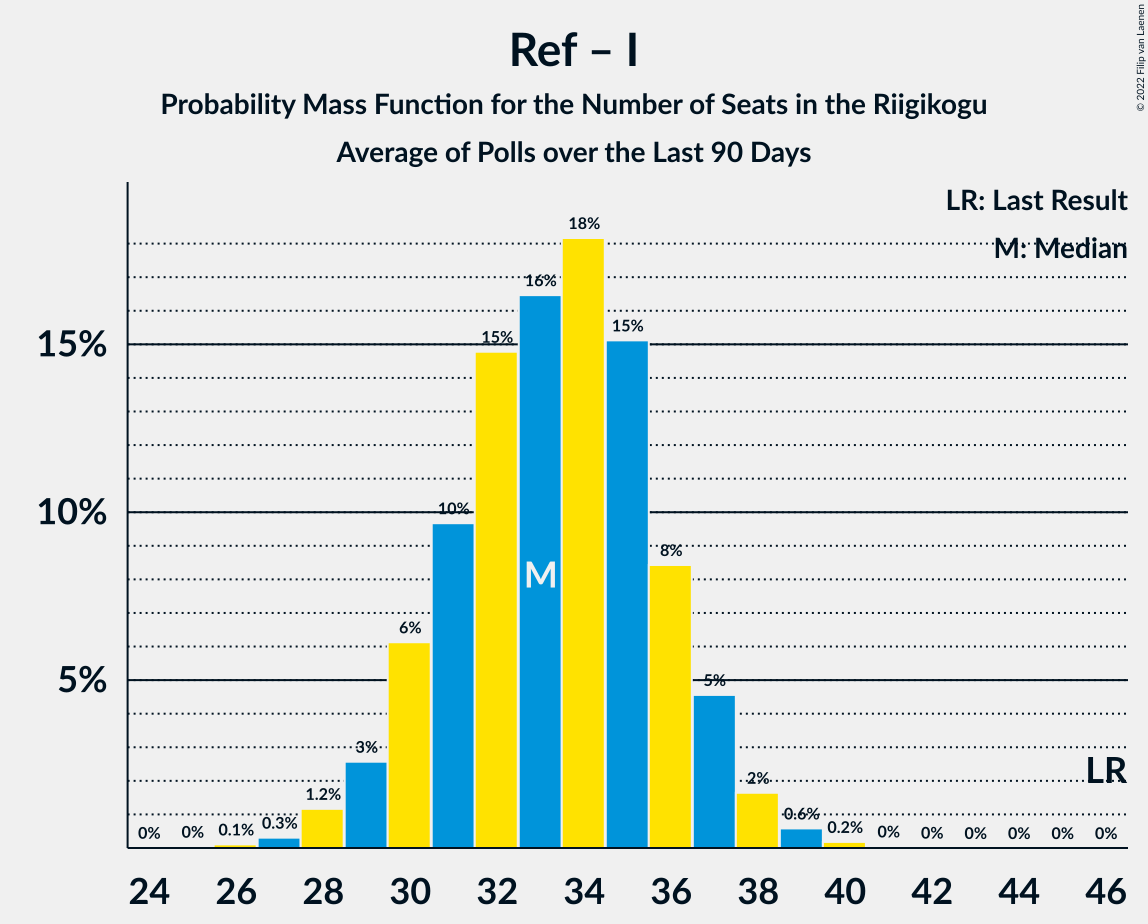 Ref – I
Probability Mass Function for the Number of Seats in the Riigikogu
Average of Polls over the Last 90 Days
© 2022 Filip van Laenen
LR: Last Result
M: Median
15%
10%
5%
0%
0%
0.1%
0.3%
1.2%
3%
6%
10%
15%
16%
18%
15%
8%
5%
2%
0.6%
0.2%
0%
0%
0%
0%
0%
0%
M
LR
24 26 28 30 32 34 36 38 40 42 44 46